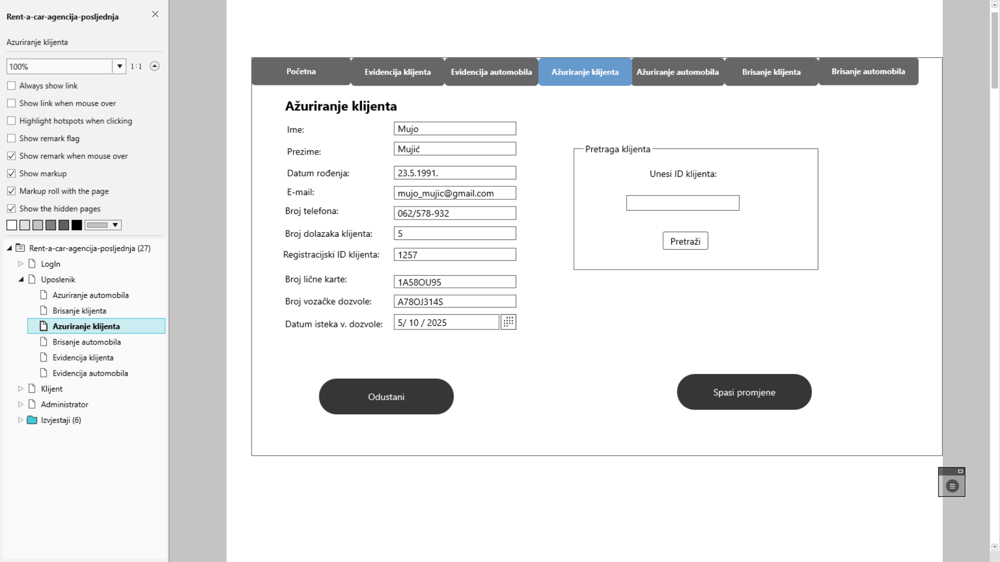 Rent-a-car-agencija-posljednja
Azuriranje klijenta
100%
1:1
Always show link
Show link when mouse over
Highlight hotspots when clicking
Show remark flag
Show remark when mouse over
Show markup
Markup roll with the page
Show the hidden pages
Rent-a-car-agencija-posljednja (27)
LogIn
Uposlenik
Azuriranje automobila
Brisanje klijenta
Azuriranje klijenta
Brisanje automobila
Evidencija klijenta
Evidencija automobila
Klijent
Administrator
Izvjestaji (6)
Početna
Evidencija klijenta
Evidencija automobila
Ažuriranje klijenta
Ažuriranje automobila
Brisanje klijenta
Brisanje automobila
Ažuriranje klijenta
Ime: Mujo
Prezime: Mujić
Datum rođenja: 23.5.1991.
E-mail: mujo_mujic@gmail.com
Broj telefona: 062/578-932
Broj dolazaka klijenta: 5
Registracijski ID klijenta: 1257
Broj lične karte: 1A58OU95
Broj vozačke dozvole: A78OJ314S
Datum isteka v. dozvole: 5/ 10 / 2025
Pretraga klijenta
Unesi ID klijenta:
Pretraži
Odustani
Spasi promjene